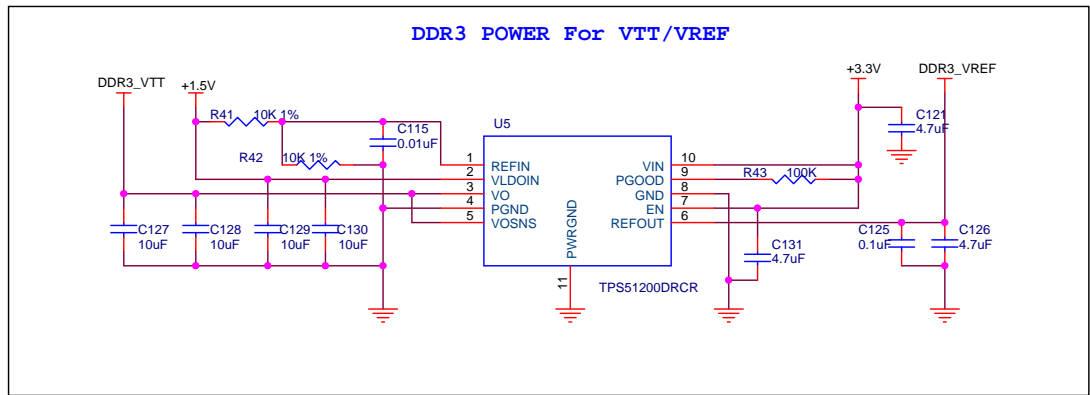 DDR3 POWER For VTT/VREF
DDR3_VTT
+1.5V
+3.3V
DDR3_VREF
R41 10K 1%
C115
0.01uF
R42 10K 1%
U5
C121
4.7uF
1 REFIN
2 VLDOIN
3 VO
4 PGND
5 VOSNS
VIN 10
PGOOD 9
GND 8
EN 7
REFOUT 6
PWRGND
11
TPS51200DRCR
R43 100K
C127
10uF
C128
10uF
C129
10uF
C130
10uF
C131
4.7uF
C125
0.1uF
C126
4.7uF